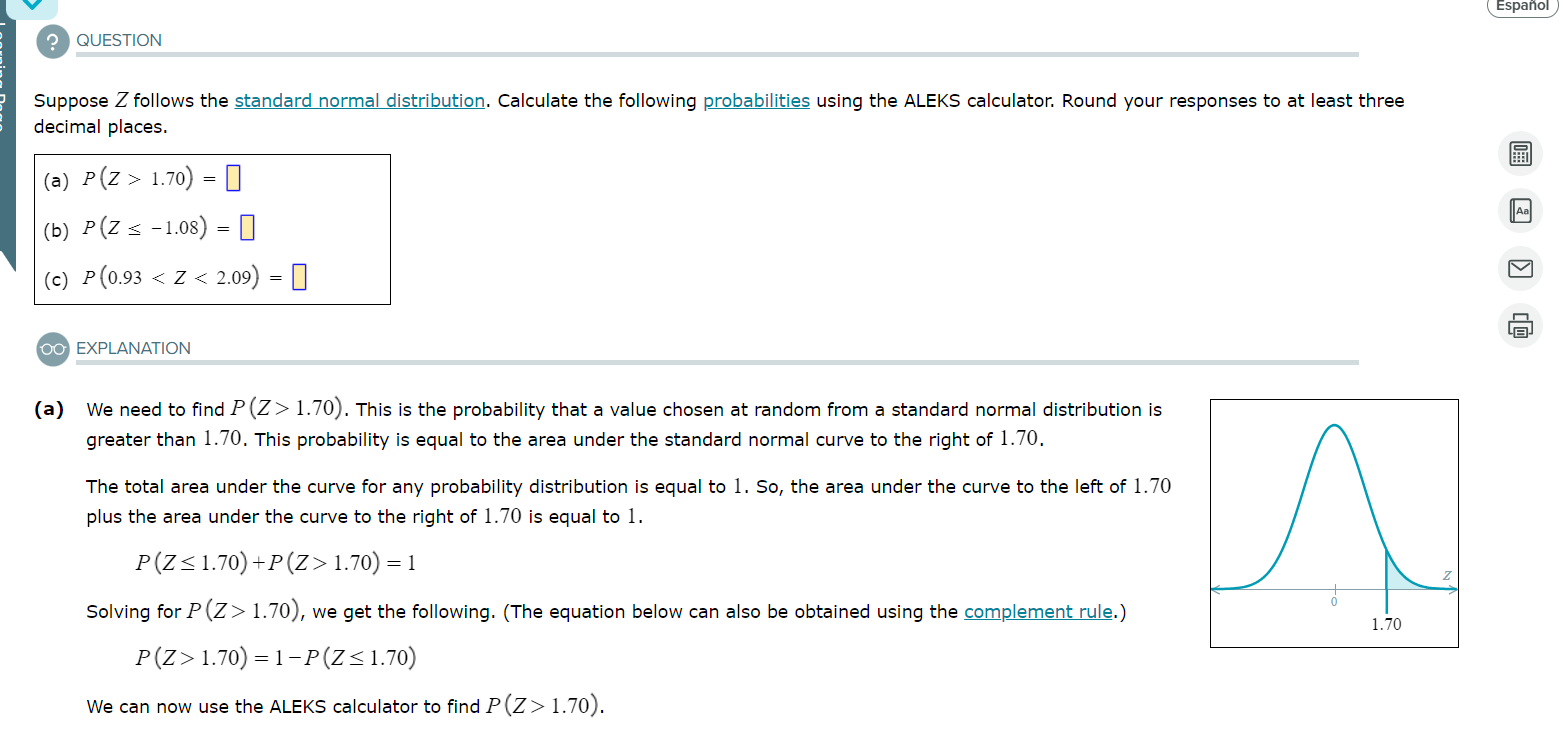 Español
QUESTION
Suppose Z follows the standard normal distribution. Calculate the following probabilities using the ALEKS calculator. Round your responses to at least three
decimal places.
(a) P(Z > 1.70) =
(b) P(Z ≤ −1.08) =
(c) P(0.93 < Z < 2.09) =
EXPLANATION
(a) We need to find P(Z> 1.70). This is the probability that a value chosen at random from a standard normal distribution is
greater than 1.70. This probability is equal to the area under the standard normal curve to the right of 1.70.
The total area under the curve for any probability distribution is equal to 1. So, the area under the curve to the left of 1.70
plus the area under the curve to the right of 1.70 is equal to 1.
P(Z≤1.70)+P(Z> 1.70)=1
Solving for P(Z> 1.70), we get the following. (The equation below can also be obtained using the complement rule.)
P(Z> 1.70)=1−P(Z≤1.70)
We can now use the ALEKS calculator to find P(Z> 1.70).
Z
0
1.70
Aa